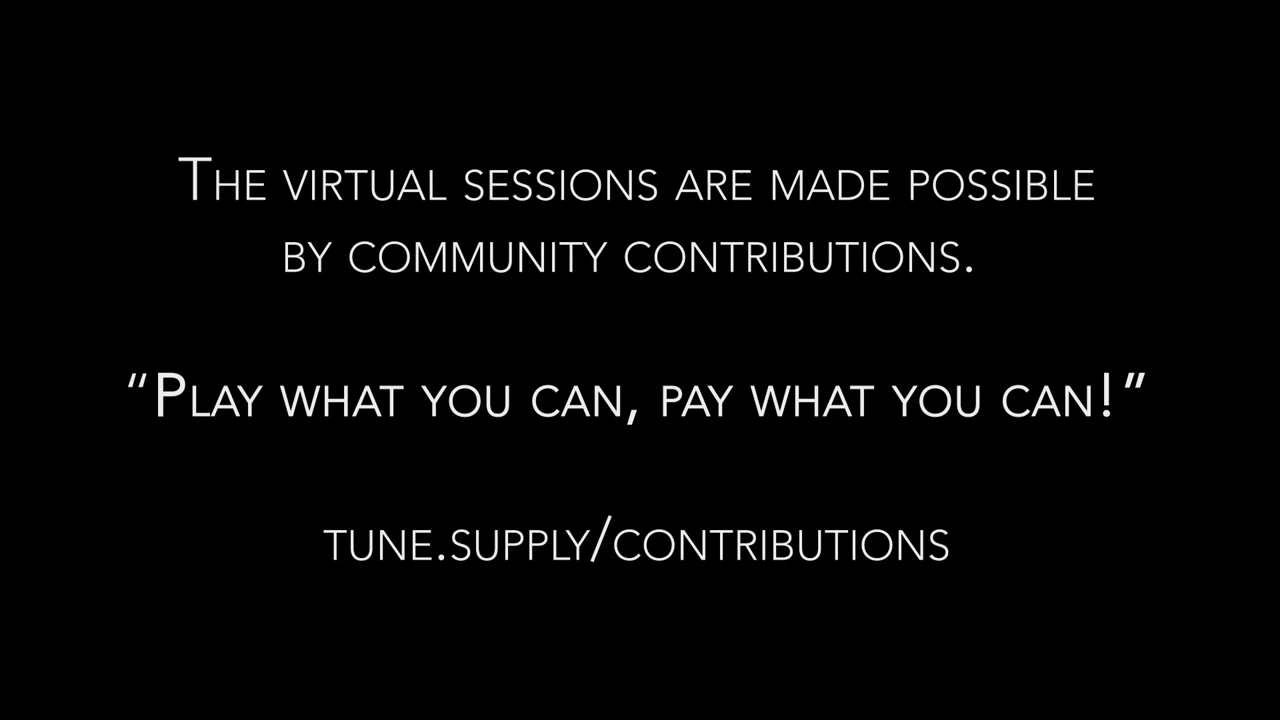 The virtual sessions are made possible
by community contributions.
“Play what you can, pay what you can!”
tune.supply/contributions